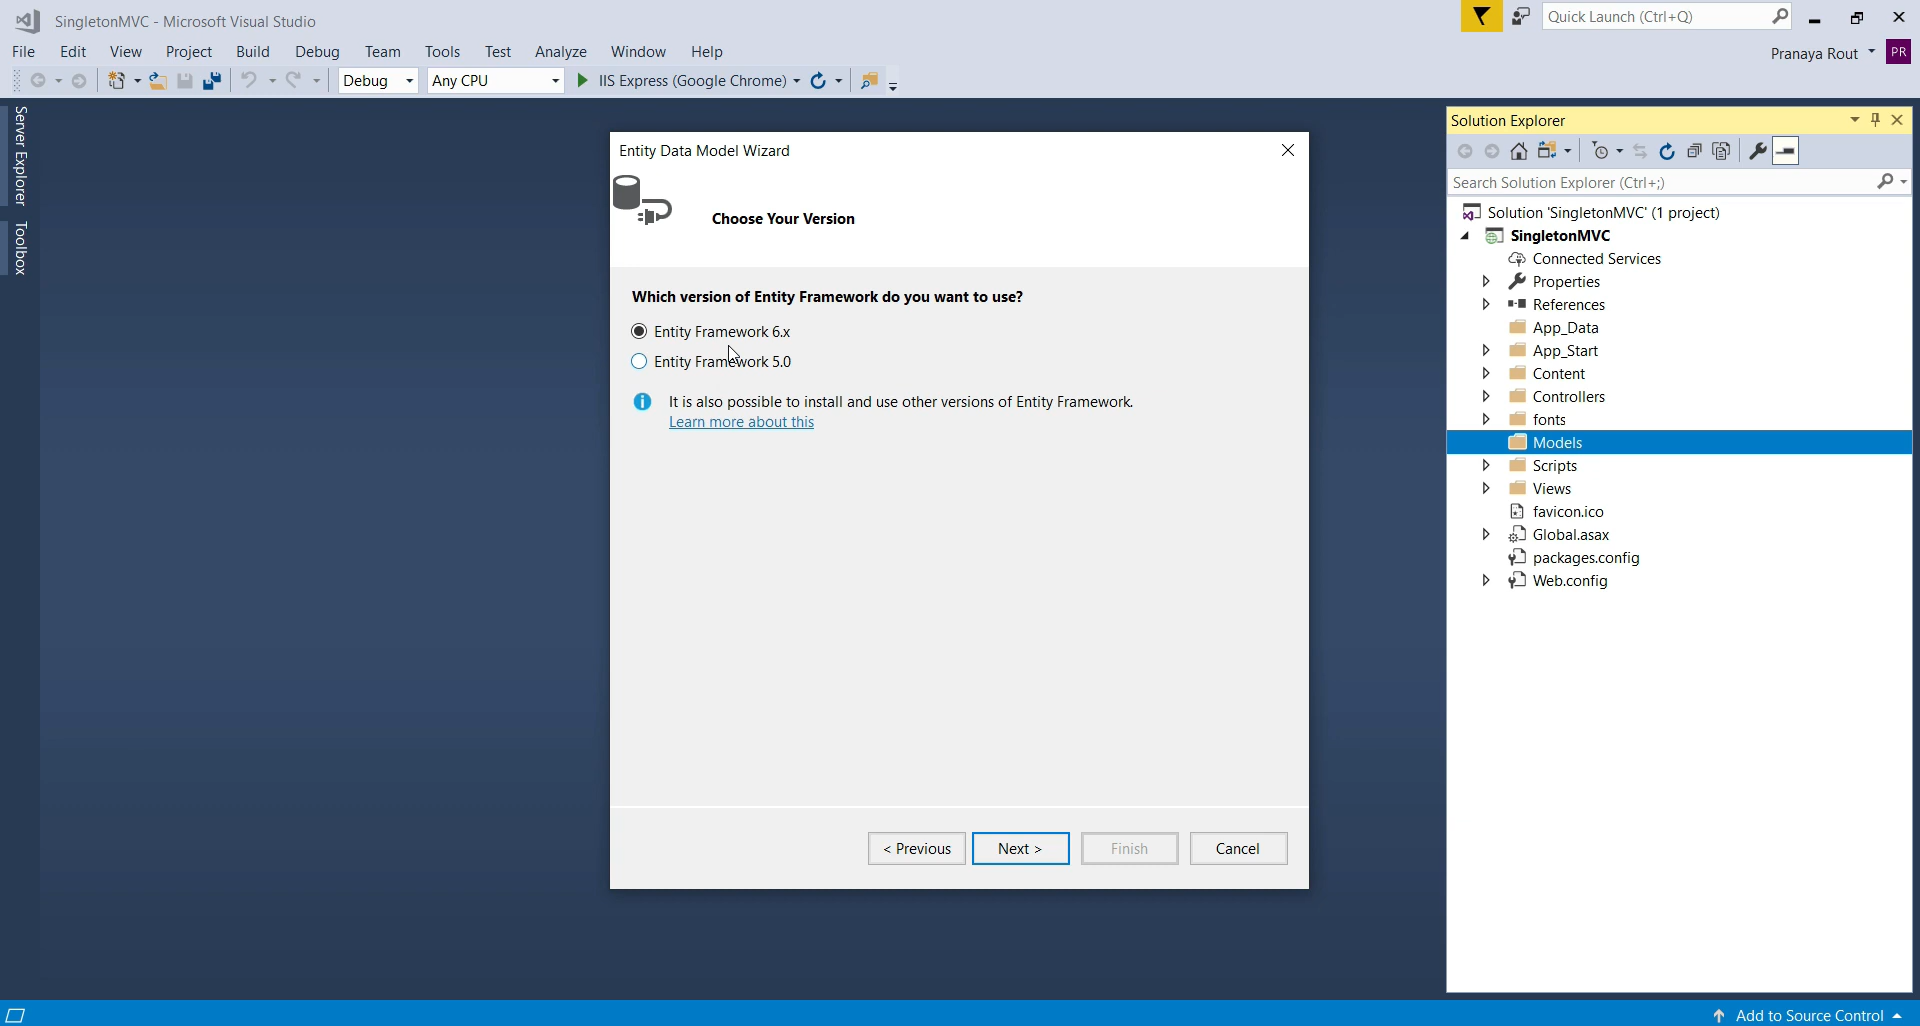 SingletonMVC - Microsoft Visual Studio
Quick Launch (Ctrl+Q)
File Edit View Project Build Debug Team Tools Test Analyze Window Help
Pranaya Rout PR
Debug Any CPU IIS Express (Google Chrome)
Server Explorer
Toolbox
Entity Data Model Wizard
Choose Your Version
Which version of Entity Framework do you want to use?
Entity Framework 6.x
Entity Framework 5.0
It is also possible to install and use other versions of Entity Framework.
Learn more about this
< Previous Next > Finish Cancel
Solution Explorer
Search Solution Explorer (Ctrl+;)
Solution 'SingletonMVC' (1 project)
SingletonMVC
Connected Services
Properties
References
App_Data
App_Start
Content
Controllers
fonts
Models
Scripts
Views
favicon.ico
Global.asax
packages.config
Web.config
Add to Source Control